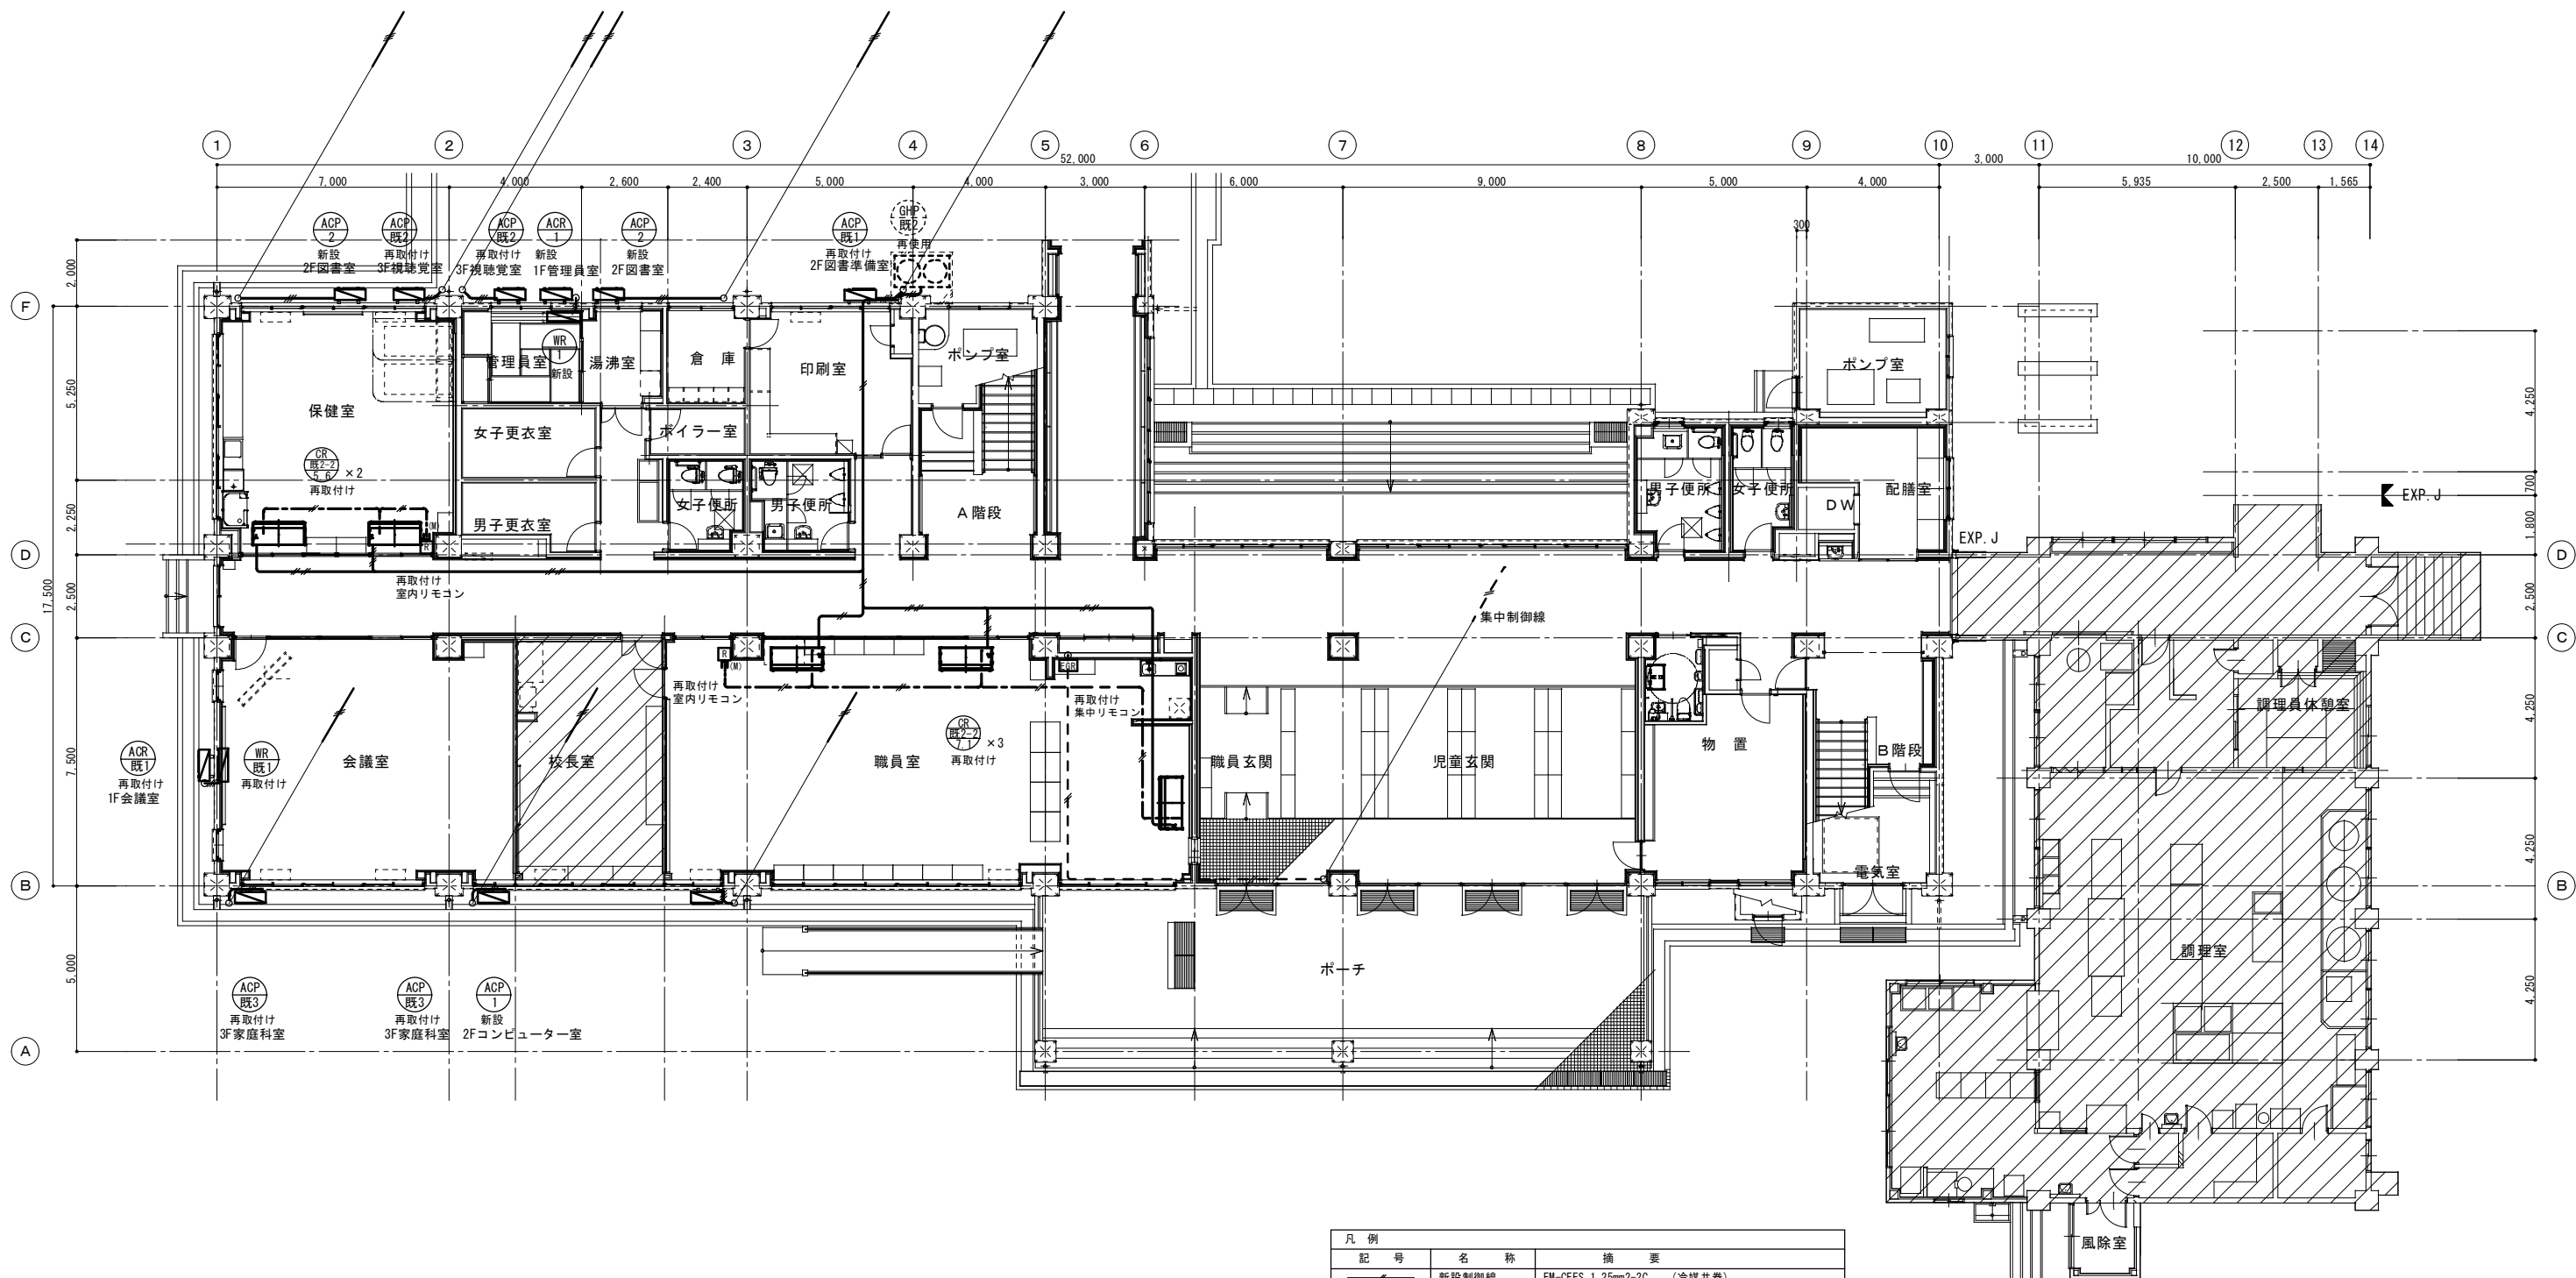 1 2 3 4 5 6 7 8 9 10 11 12 13 14
52,000 3,000 10,000
7,000 4,000 2,600 2,400 5,000 4,000 3,000 6,000 9,000 5,000 4,000 5,935 2,500 1,565
300
ACP 2 新設 2F図書室
ACP 既2 再取付け 3F視聴覚室
ACP 既2 再取付け 3F視聴覚室
ACR 1 新設 1F管理員室
ACP 2 新設 2F図書室
ACP 既1 再取付け 2F図書準備室
GHP 既2 再使用
2,000
F
5,250
2,250
D
17,500
2,500
C
7,500
B
5,000
A
保健室
CR 既2-2 5.6 ×2
再取付け
管理員室
WR 1 新設
湯沸室
倉 庫
印刷室
ポンプ室
女子更衣室
ボイラー室
男子更衣室
女子便所
男子便所
A階段
(M)
R
再取付け
室内リモコン
ポンプ室
男子便所
女子便所
DW
配膳室
EXP.J
EXP.J
4,250
700
1,800
D
2,500
C
4,250
4,250
B
4,250
集中制御線
R
(M)
再取付け
室内リモコン
EGR
再取付け
集中リモコン
ACR 既1 再取付け 1F会議室
WR 既1 再取付け
会議室
校長室
職員室
CR 既2-2 7.1 ×3
再取付け
職員玄関
児童玄関
物 置
B階段
電気室
調理員休憩室
調理室
ポーチ
ACP 既3 再取付け 3F家庭科室
ACP 既3 再取付け 3F家庭科室
ACP 1 新設 2Fコンピューター室
風除室
凡 例
記 号 名 称 摘 要
新設制御線 EM-CEES 1.25mm2-2C (冷媒共巻)